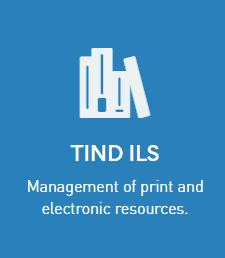 TIND ILS
Management of print and
electronic resources.